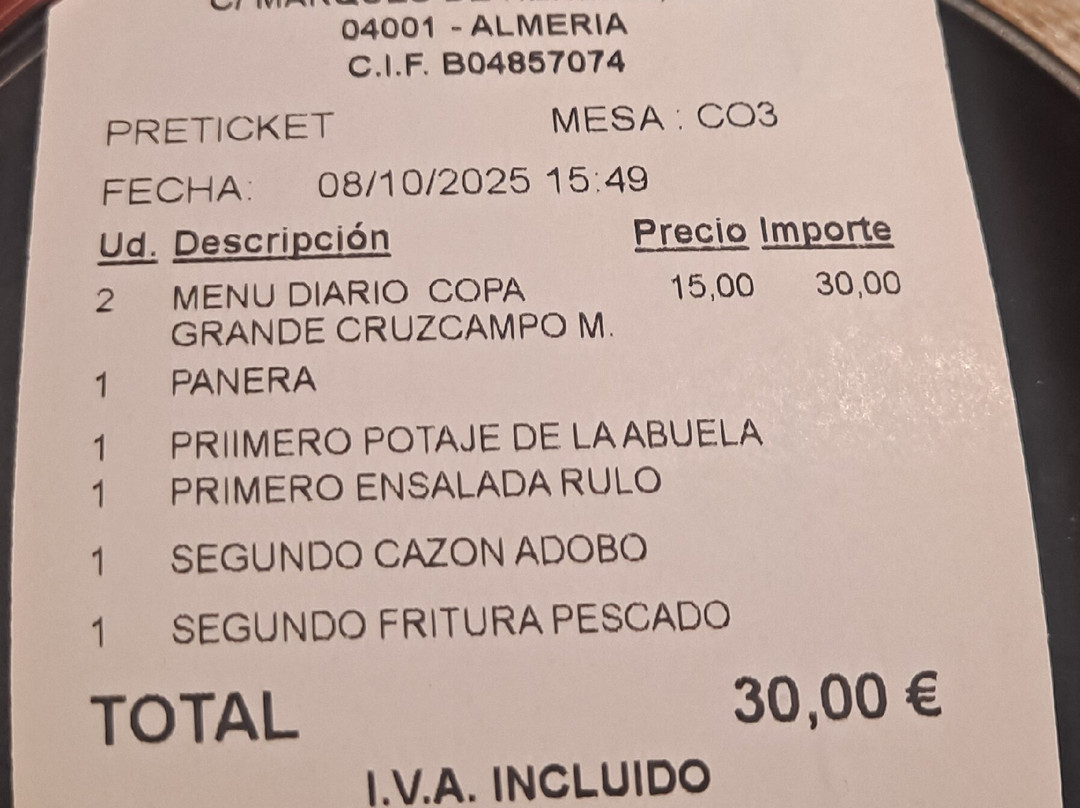 C/ MARQUES DE
04001 - ALMERIA
C.I.F. B04857074
PRETICKET MESA : CO3
FECHA: 08/10/2025 15:49
Ud. Descripción Precio Importe
2 MENU DIARIO COPA 15,00 30,00
GRANDE CRUZCAMPO M.
1 PANERA
1 PRIIMERO POTAJE DE LA ABUELA
1 PRIMERO ENSALADA RULO
1 SEGUNDO CAZON ADOBO
1 SEGUNDO FRITURA PESCADO
TOTAL 30,00 €
I.V.A. INCLUIDO